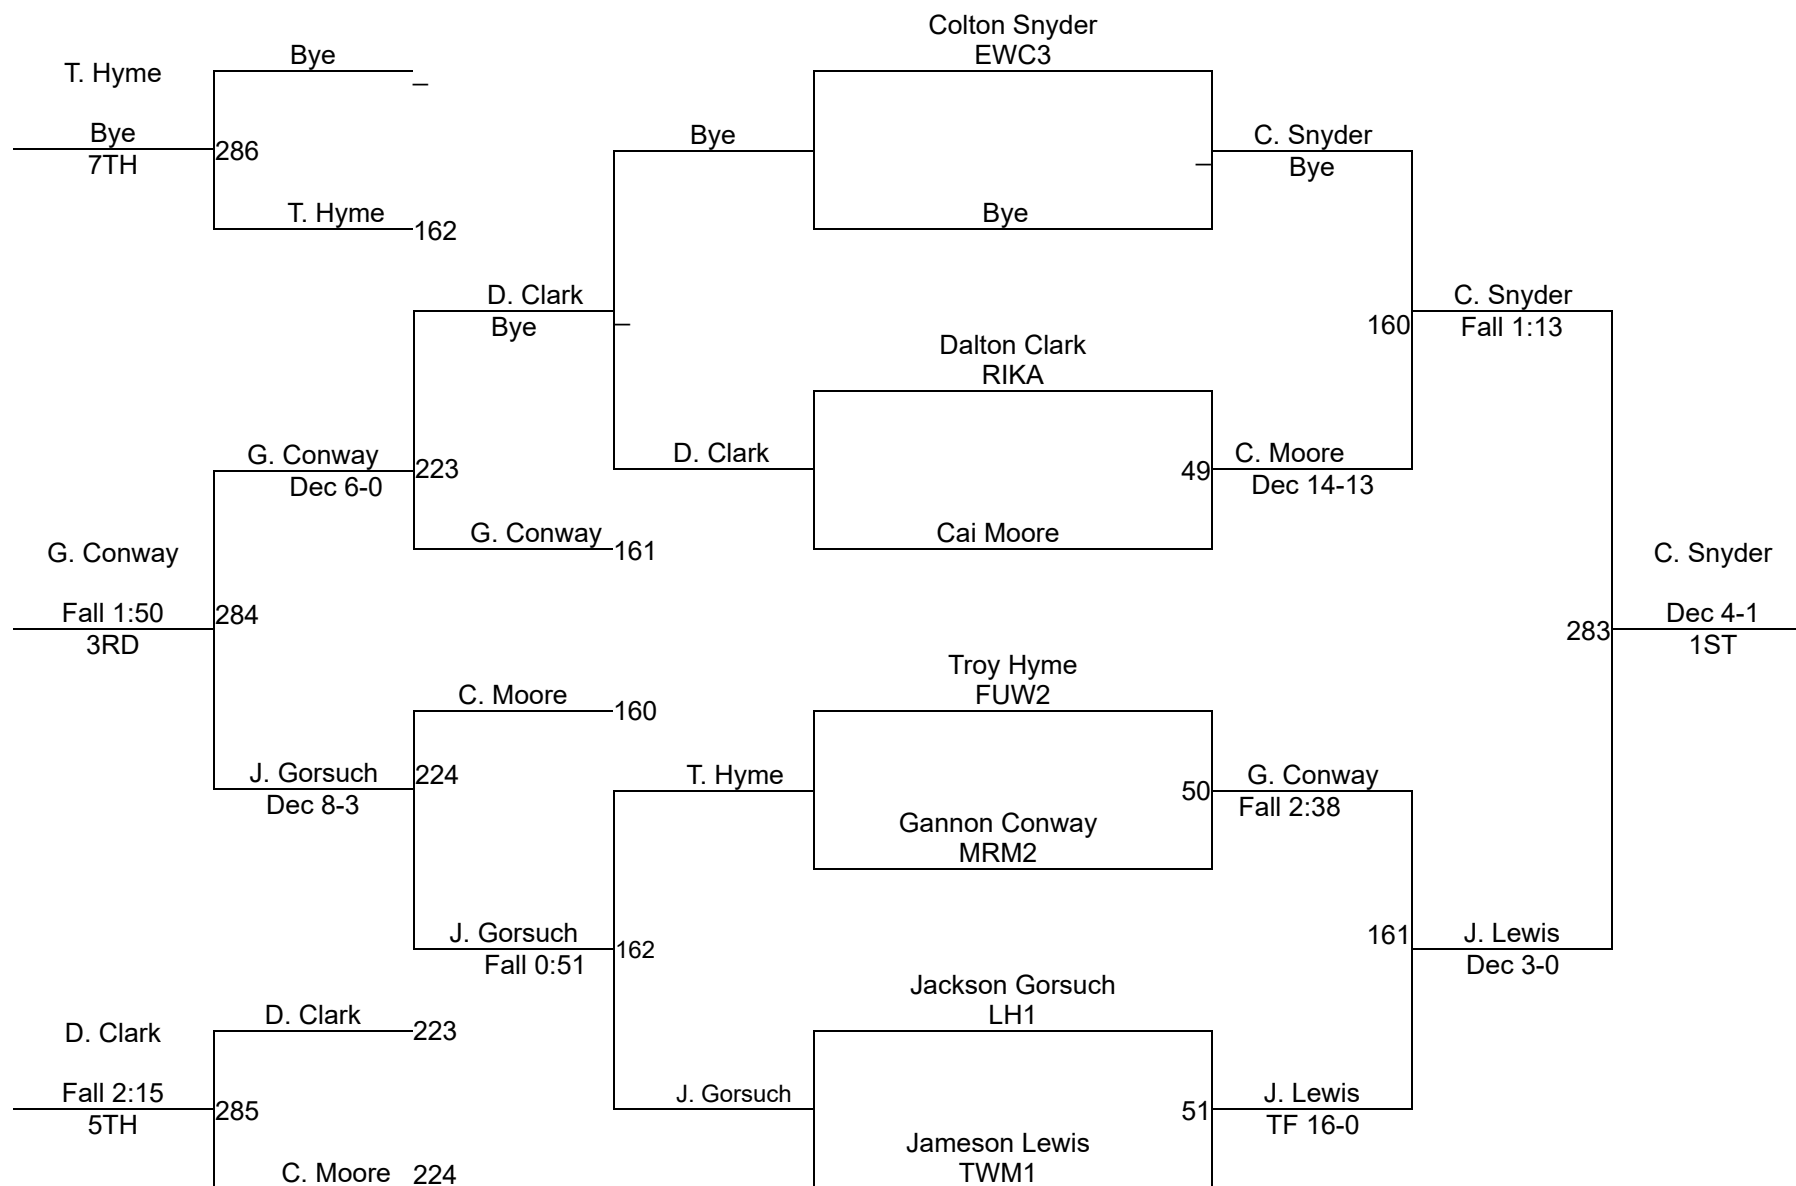 Colton Snyder
EWC3
T. Hyme
Bye
_
Bye
7TH
286
Bye
C. Snyder
Bye
_
T. Hyme
162
Bye
D. Clark
Bye
_
160
C. Snyder
Fall 1:13
Dalton Clark
RIKA
G. Conway
Dec 6-0
223
D. Clark
49
C. Moore
Dec 14-13
G. Conway
161
Cai Moore
G. Conway
C. Snyder
Fall 1:50
3RD
284
283
Dec 4-1
1ST
Troy Hyme
FUW2
C. Moore
160
J. Gorsuch
Dec 8-3
224
T. Hyme
50
G. Conway
Fall 2:38
Gannon Conway
MRM2
J. Gorsuch
Fall 0:51
162
161
J. Lewis
Dec 3-0
Jackson Gorsuch
LH1
D. Clark
D. Clark
223
Fall 2:15
5TH
285
J. Gorsuch
51
J. Lewis
TF 16-0
Jameson Lewis
TWM1
C. Moore
224